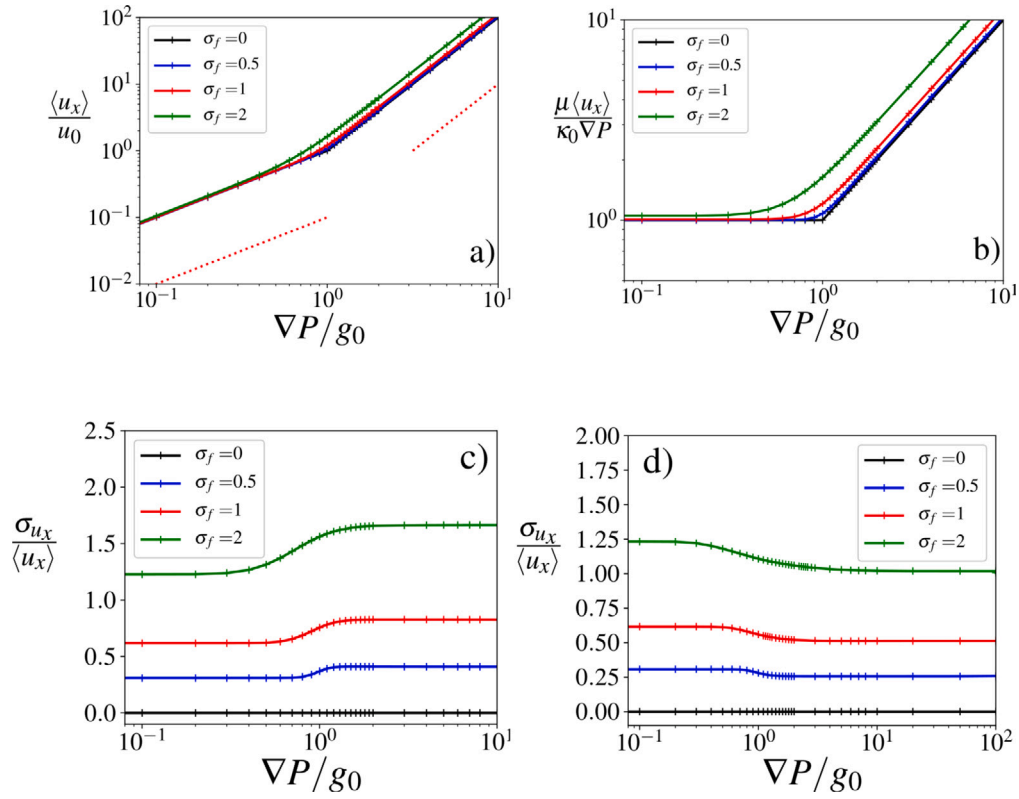 ⟨u_x⟩/u_0
10^2
10^1
10^0
10^-1
10^-2
σ_f =0
σ_f =0.5
σ_f =1
σ_f =2
a)
10^-1 10^0 10^1
∇P/g_0
μ⟨u_x⟩/κ_0∇P
10^1
10^0
σ_f =0
σ_f =0.5
σ_f =1
σ_f =2
b)
10^-1 10^0 10^1
∇P/g_0
σ_{u_x}/⟨u_x⟩
2.5
2.0
1.5
1.0
0.5
0.0
σ_f =0
σ_f =0.5
σ_f =1
σ_f =2
c)
10^-1 10^0 10^1
∇P/g_0
σ_{u_x}/⟨u_x⟩
2.00
1.75
1.50
1.25
1.00
0.75
0.50
0.25
0.00
d)
σ_f =0
σ_f =0.5
σ_f =1
σ_f =2
10^-1 10^0 10^1 10^2
∇P/g_0